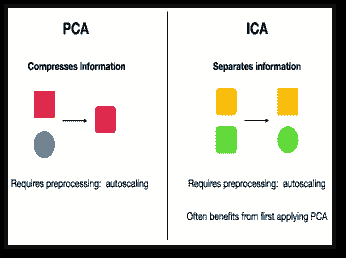 PCA
Compresses Information
Requires preprocessing: autoscaling
ICA
Separates information
Requires preprocessing: autoscaling
Often benefits from first applying PCA